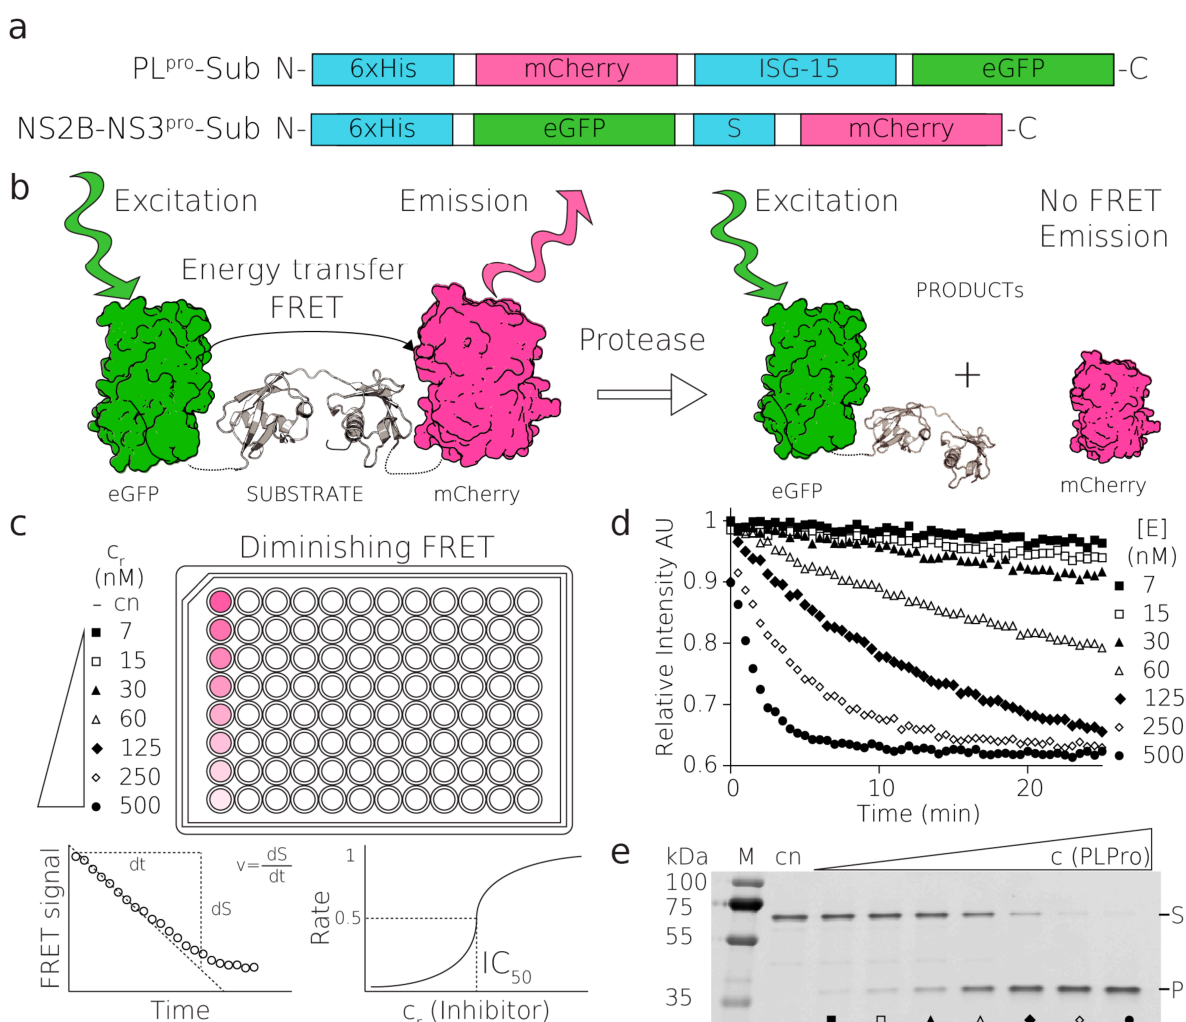 a
PLpro-Sub N- 6xHis mCherry ISG-15 eGFP -C
NS2B-NS3pro-Sub N- 6xHis eGFP S mCherry -C
b
Excitation
Emission
Energy transfer
FRET
eGFP
SUBSTRATE
mCherry
Protease
Excitation
No FRET
Emission
PRODUCTs
+
eGFP
mCherry
c
Diminishing FRET
cr
(nM)
– cn
7
15
30
60
125
250
500
FRET signal
dt
v=dS/dt
dS
Time
Rate
1
0.5
IC50
cr (Inhibitor)
d
Relative Intensity AU
1
0.9
0.8
0.7
0.6
0 10 20
Time (min)
[E]
(nM)
7
15
30
60
125
250
500
e
kDa M cn c (PLPro)
100
75
55
35
S
P